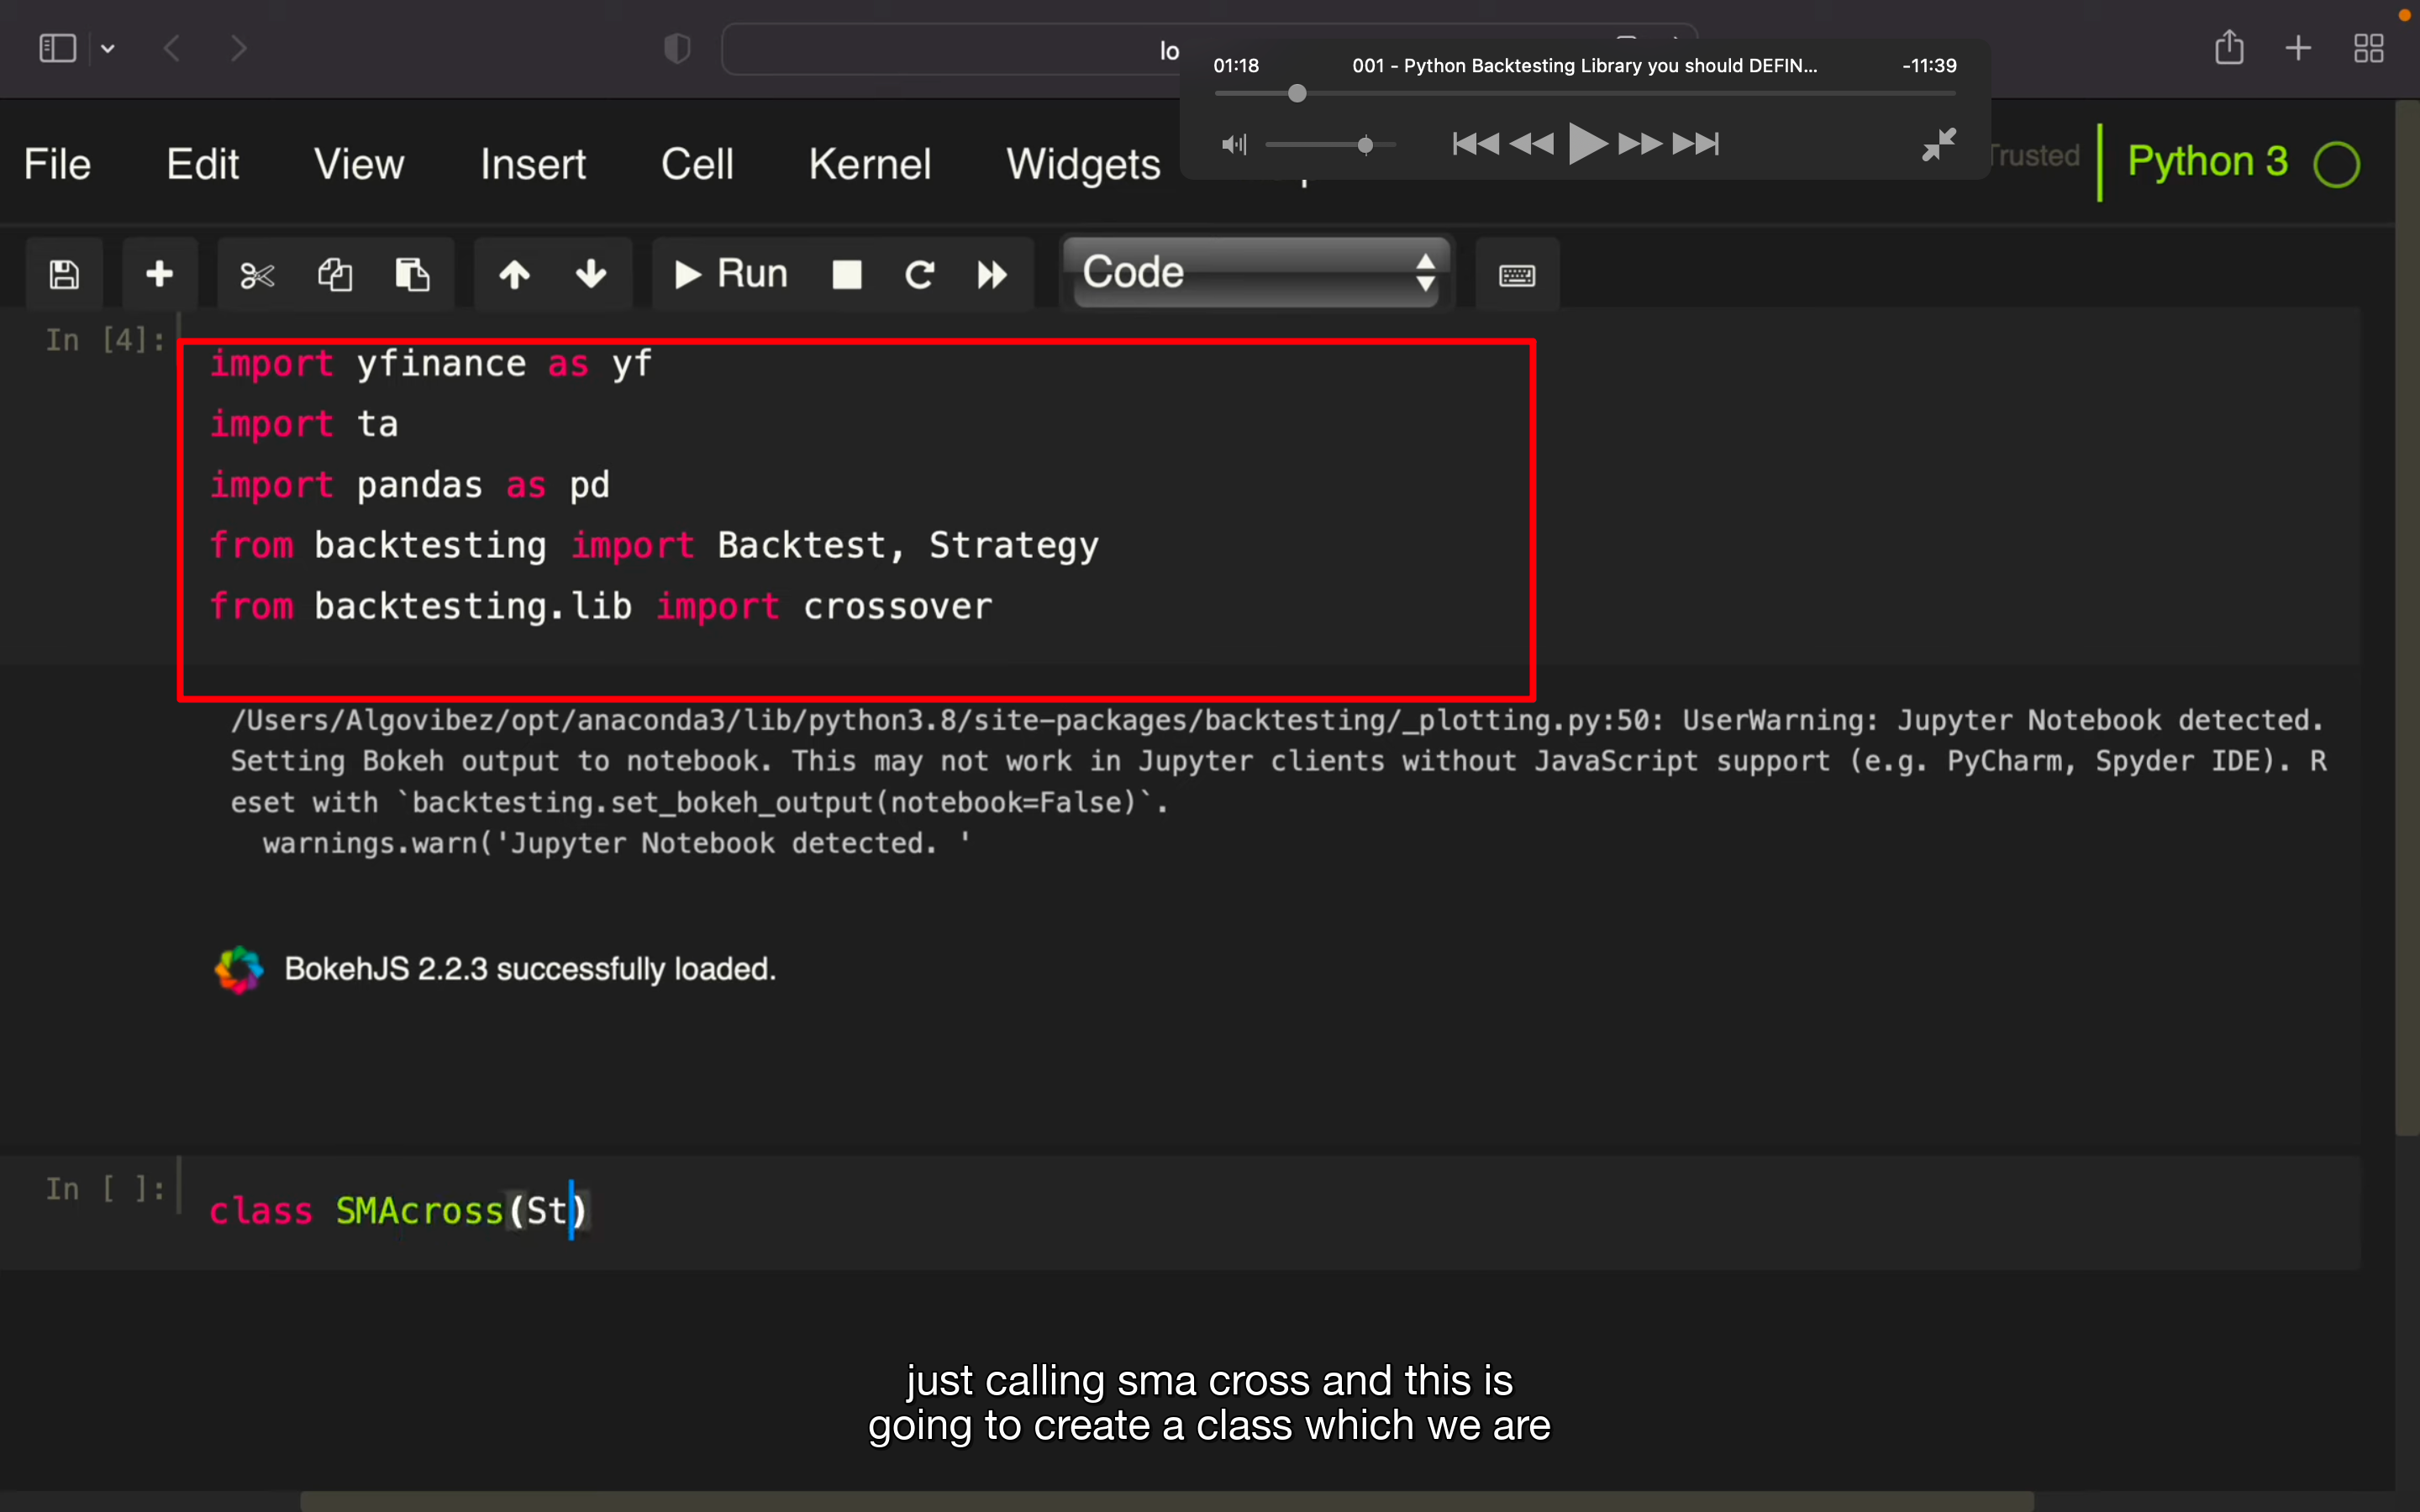 lo
01:18 001 - Python Backtesting Library you should DEFIN... -11:39
File Edit View Insert Cell Kernel Widgets Trusted Python 3
Run Code
In [4]:
import yfinance as yf
import ta
import pandas as pd
from backtesting import Backtest, Strategy
from backtesting.lib import crossover
/Users/Algovibez/opt/anaconda3/lib/python3.8/site-packages/backtesting/_plotting.py:50: UserWarning: Jupyter Notebook detected.
Setting Bokeh output to notebook. This may not work in Jupyter clients without JavaScript support (e.g. PyCharm, Spyder IDE). R
eset with `backtesting.set_bokeh_output(notebook=False)`.
warnings.warn('Jupyter Notebook detected. '
BokehJS 2.2.3 successfully loaded.
In [ ]:
class SMAcross(St)
just calling sma cross and this is
going to create a class which we are